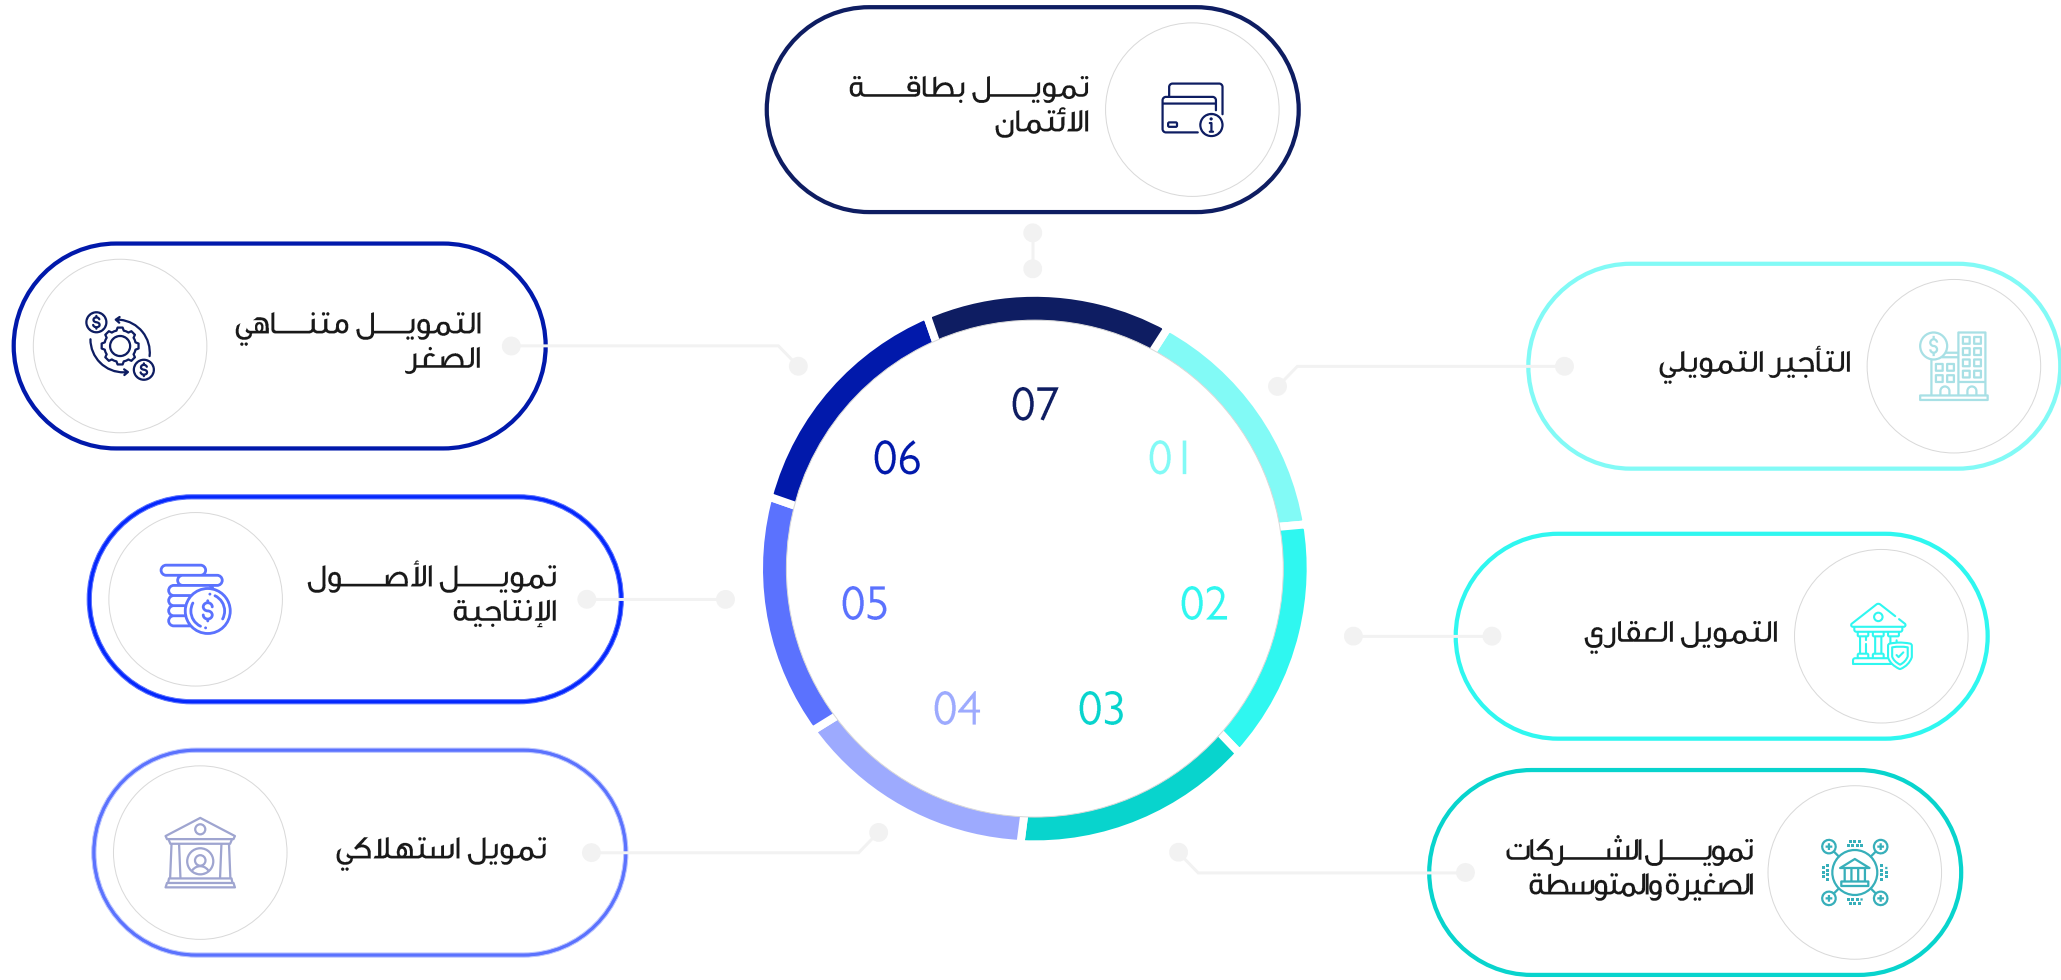 تمويل بطاقة
الائتمان
07
01
التأجير التمويلي
02
التمويل العقاري
03
تمويل الشركات
الصغيرة والمتوسطة
04
تمويل استهلاكي
05
تمويل الأصول
الإنتاجية
06
التمويل متناهي
الصغر